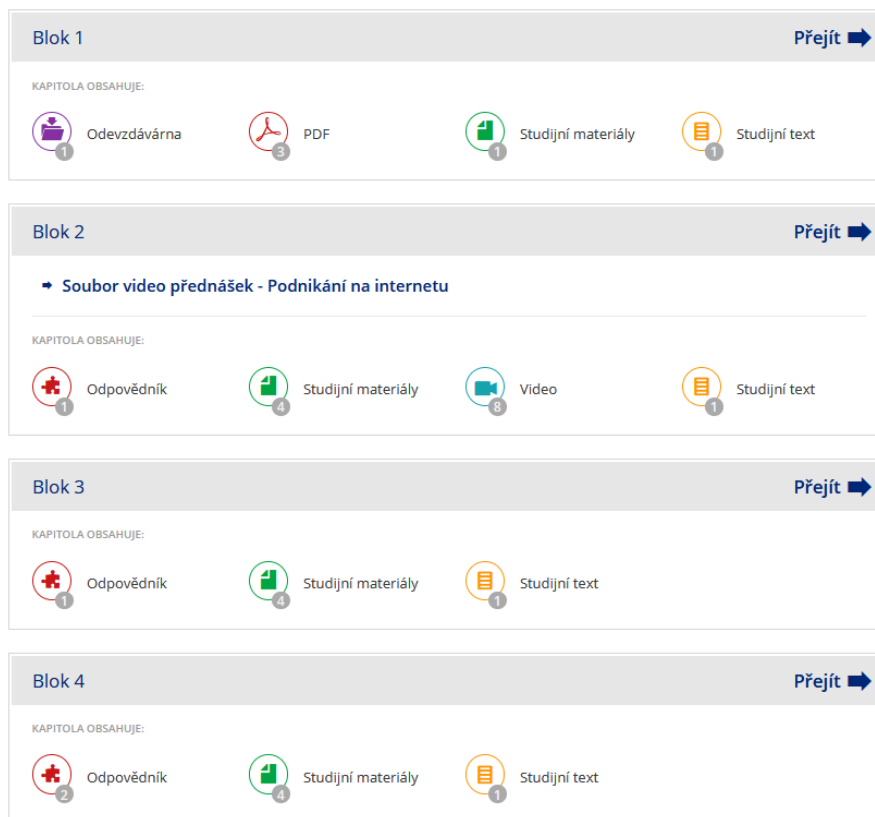 Blok 1 Přejít
KAPITOLA OBSAHUJE:
Odevzdávárna PDF Studijní materiály Studijní text
1 3 1 1
Blok 2 Přejít
Soubor video přednášek - Podnikání na internetu
KAPITOLA OBSAHUJE:
Odpovědník Studijní materiály Video Studijní text
1 4 8 1
Blok 3 Přejít
KAPITOLA OBSAHUJE:
Odpovědník Studijní materiály Studijní text
1 4 1
Blok 4 Přejít
KAPITOLA OBSAHUJE:
Odpovědník Studijní materiály Studijní text
2 4 1